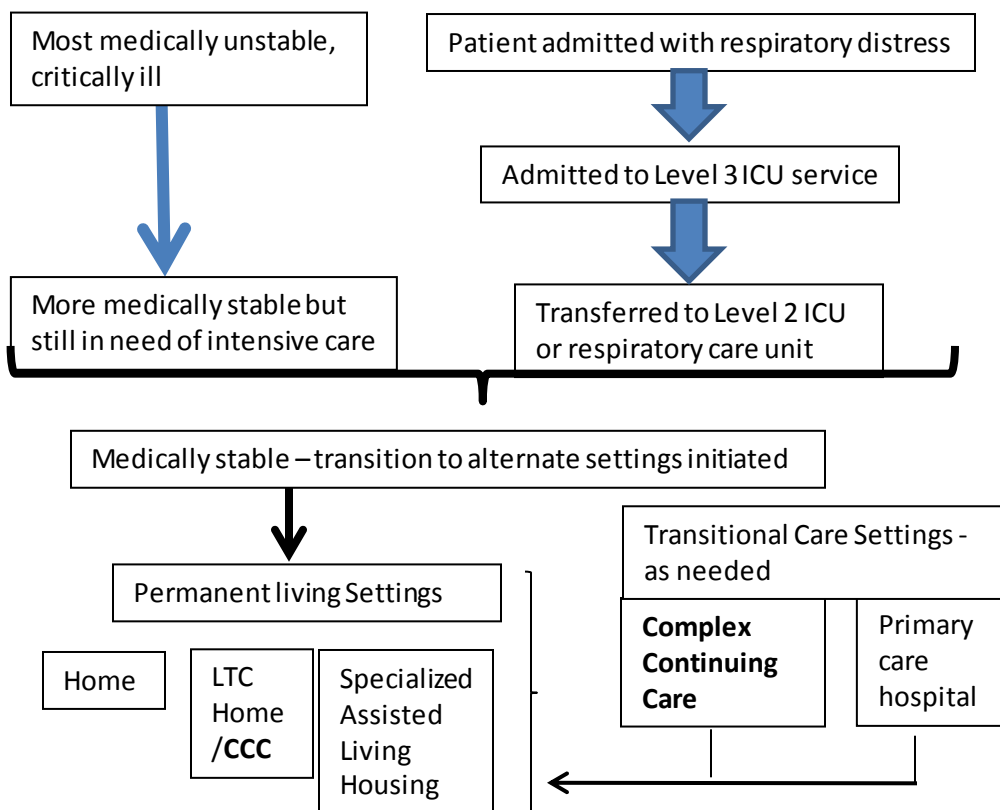 Most medically unstable,
critically ill
Patient admitted with respiratory distress
Admitted to Level 3 ICU service
More medically stable but
still in need of intensive care
Transferred to Level 2 ICU
or respiratory care unit
Medically stable – transition to alternate settings initiated
Permanent living Settings
Home
LTC
Home
/CCC
Specialized
Assisted
Living
Housing
Transitional Care Settings -
as needed
Complex
Continuing
Care
Primary
care
hospital